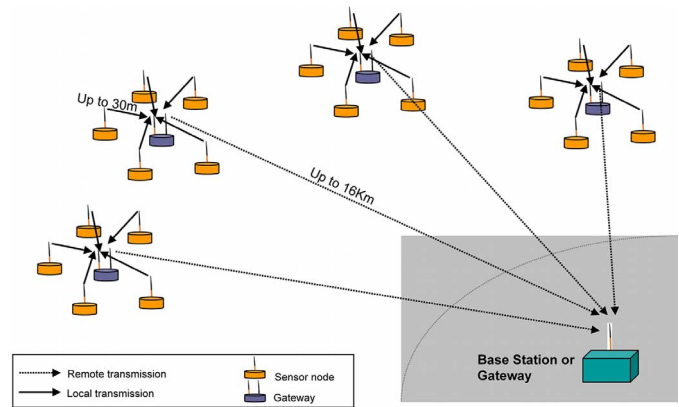 Up to 30m
Up to 16Km
Base Station or
Gateway
Remote transmission
Local transmission
Sensor node
Gateway